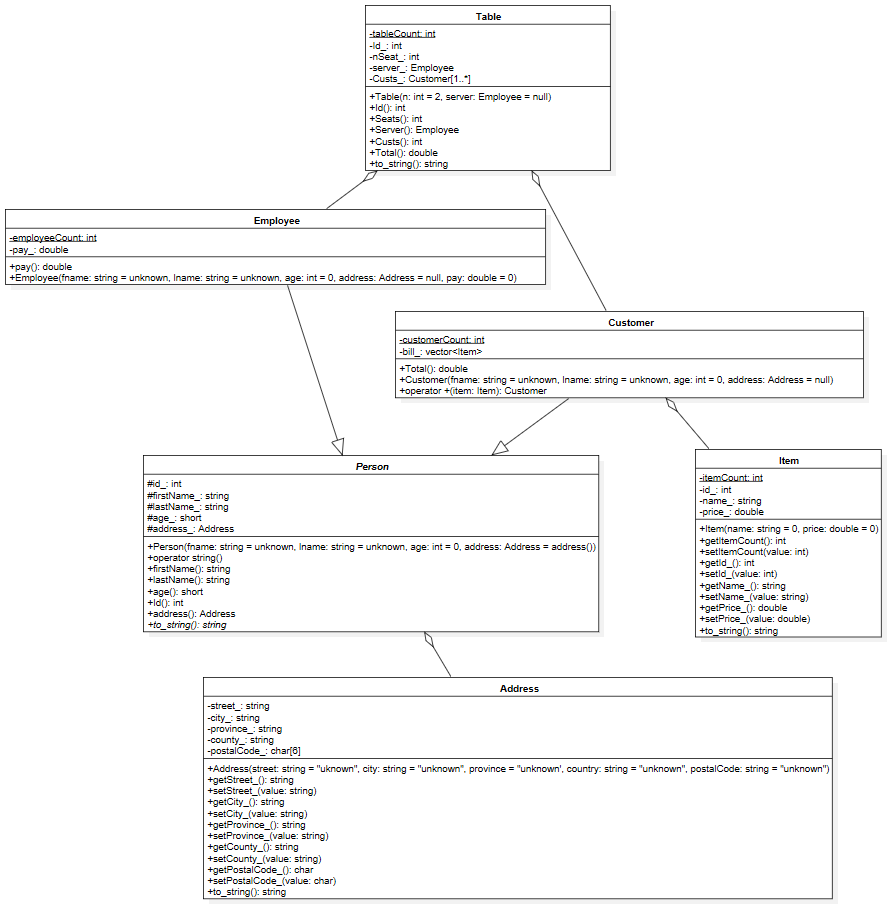 Table
-tableCount: int
-Id_: int
-nSeat_: int
-server_: Employee
-Custs_: Customer[1..*]
+Table(n: int = 2, server: Employee = null)
+Id(): int
+Seats(): int
+Server(): Employee
+Custs(): int
+Total(): double
+to_string(): string
Employee
-employeeCount: int
-pay_: double
+pay(): double
+Employee(fname: string = unknown, lname: string = unknown, age: int = 0, address: Address = null, pay: double = 0)
Customer
-customerCount: int
-bill_: vector<Item>
+Total(): double
+Customer(fname: string = unknown, lname: string = unknown, age: int = 0, address: Address = null)
+operator +(item: Item): Customer
Person
#id_: int
#firstName_: string
#lastName_: string
#age_: short
#address_: Address
+Person(fname: string = unknown, lname: string = unknown, age: int = 0, address: Address = address())
+operator string()
+firstName(): string
+lastName(): string
+age(): short
+Id(): int
+address(): Address
+to_string(): string
Item
-itemCount: int
-id_: int
-name_: string
-price_: double
+Item(name: string = 0, price: double = 0)
+getItemCount(): int
+setItemCount(value: int)
+getId_(): int
+setId_(value: int)
+getName_(): string
+setName_(value: string)
+getPrice_(): double
+setPrice_(value: double)
+to_string(): string
Address
-street_: string
-city_: string
-province_: string
-county_: string
-postalCode_: char[6]
+Address(street: string = "uknown", city: string = "unknown", province = "unknown', country: string = "unknown", postalCode: string = "unknown")
+getStreet_(): string
+setStreet_(value: string)
+getCity_(): string
+setCity_(value: string)
+getProvince_(): string
+setProvince_(value: string)
+getCounty_(): string
+setCounty_(value: string)
+getPostalCode_(): char
+setPostalCode_(value: char)
+to_string(): string